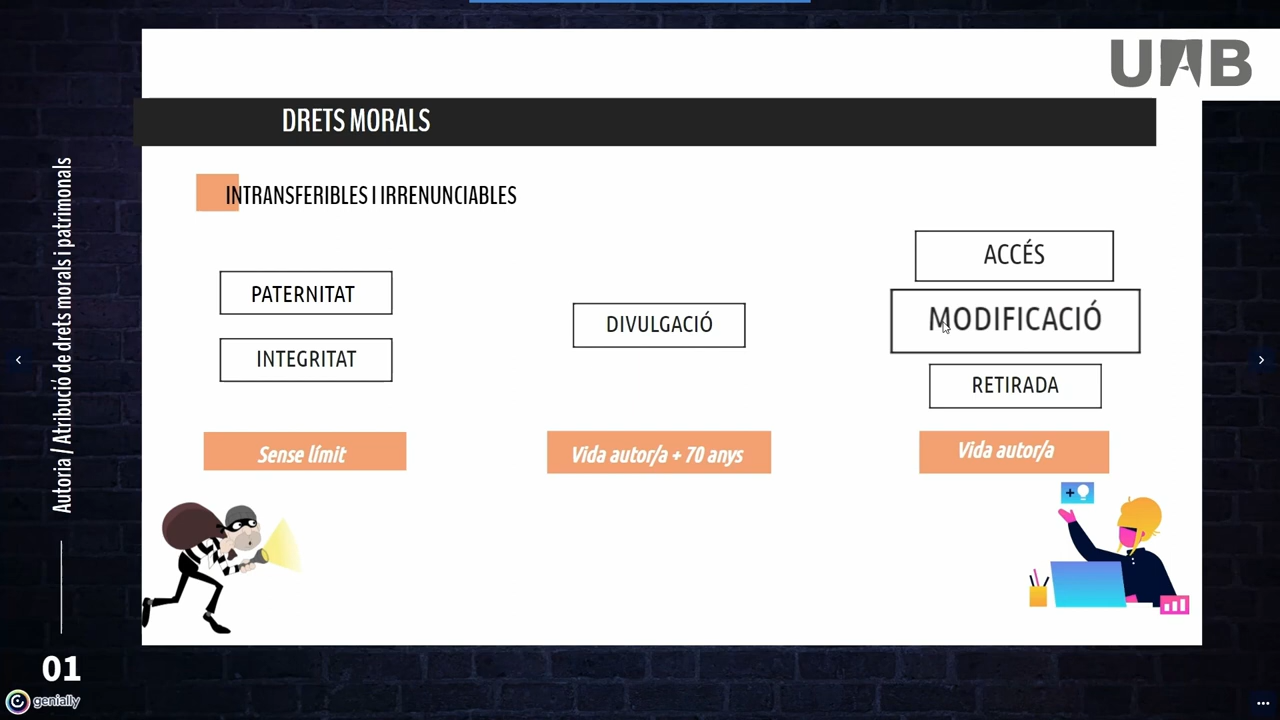 UAB
DRETS MORALS
INTRANSFERIBLES I IRRENUNCIABLES
PATERNITAT
INTEGRITAT
Sense límit
DIVULGACIÓ
Vida autor/a + 70 anys
ACCÉS
MODIFICACIÓ
RETIRADA
Vida autor/a
Autoria / Atribució de drets morals i patrimonals
01
genially